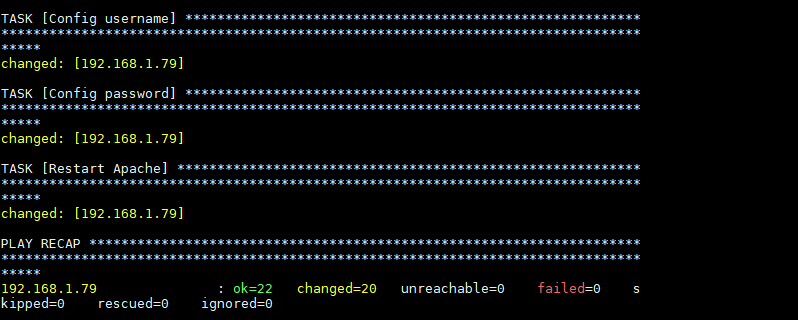 TASK [Config username] *********************************************************
********************************************************************************
*****
changed: [192.168.1.79]

TASK [Config password] *********************************************************
********************************************************************************
*****
changed: [192.168.1.79]

TASK [Restart Apache] **********************************************************
********************************************************************************
*****
changed: [192.168.1.79]

PLAY RECAP *********************************************************************
********************************************************************************
*****
192.168.1.79               : ok=22   changed=20   unreachable=0    failed=0    s
kipped=0    rescued=0    ignored=0